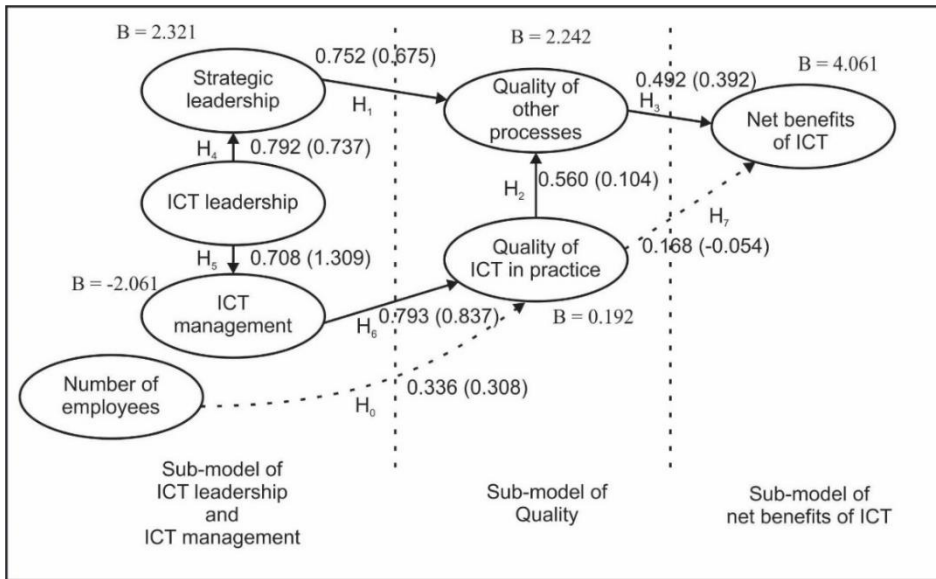 B = 2.321
0.752 (0.675)
B = 2.242
0.492 (0.392)
B = 4.061
Strategic
leadership
H1
Quality of
other
processes
H3
Net benefits
of ICT
H4
0.792 (0.737)
ICT leadership
H2
0.560 (0.104)
H7
0.168 (-0.054)
H5
0.708 (1.309)
Quality of
ICT in practice
B = -2.061
ICT
management
H6
0.793 (0.837)
B = 0.192
Number of
employees
H0
0.336 (0.308)
Sub-model of
ICT leadership
and
ICT management
Sub-model of
Quality
Sub-model of
net benefits of ICT